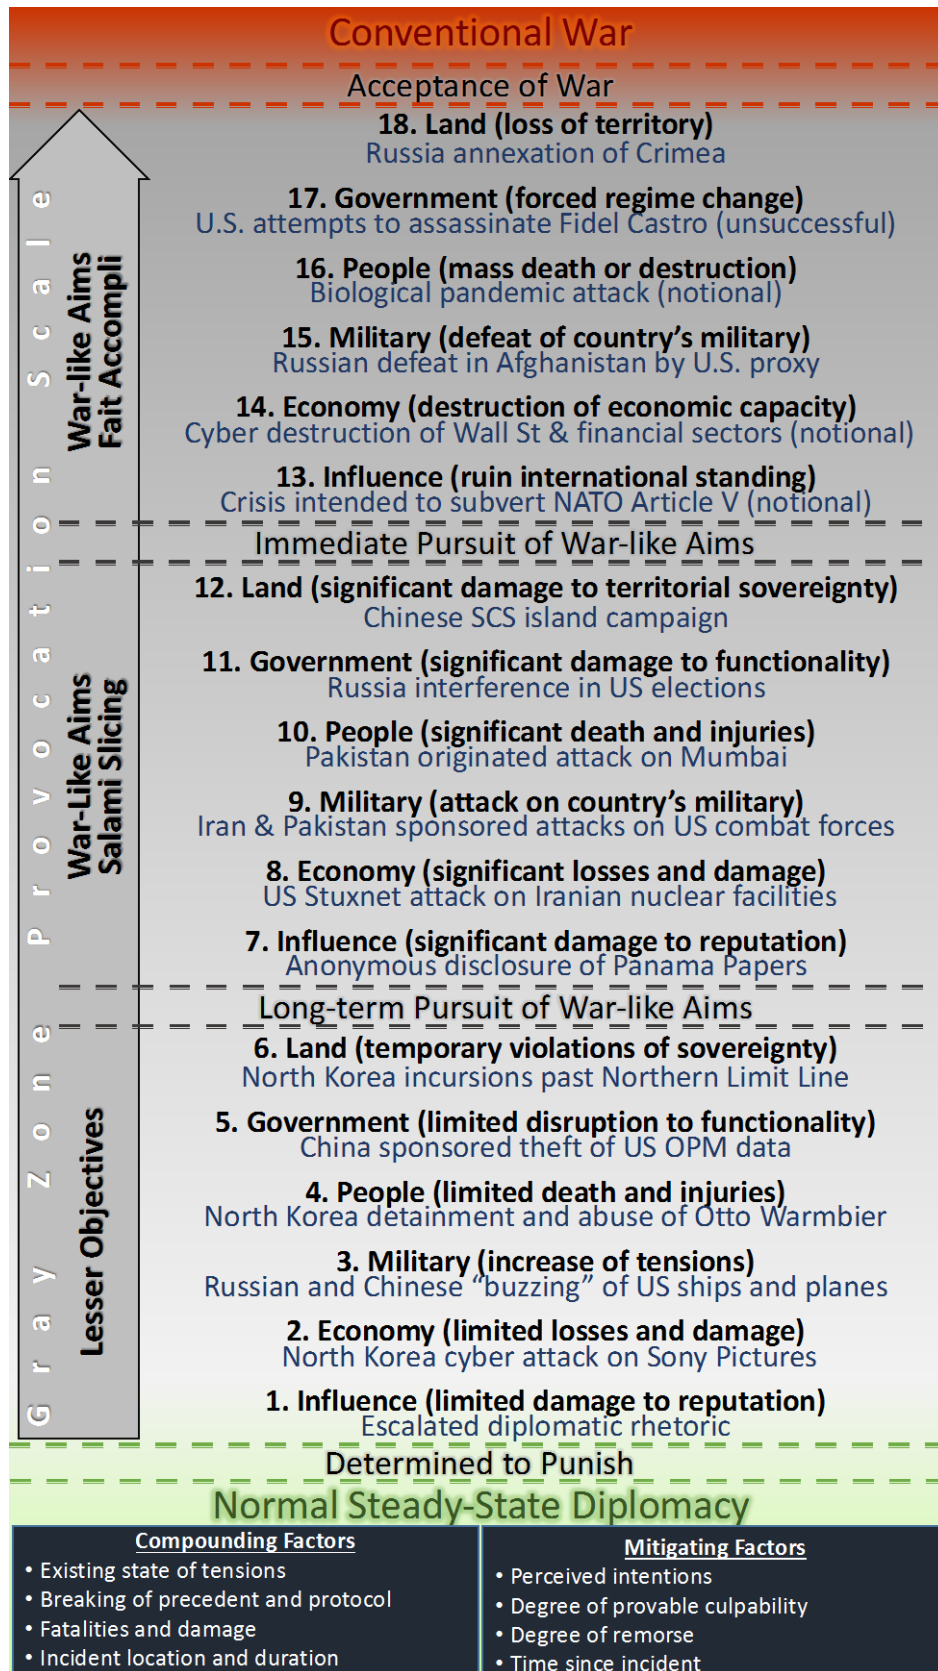 Conventional War
Acceptance of War
18. Land (loss of territory)
Russia annexation of Crimea
17. Government (forced regime change)
U.S. attempts to assassinate Fidel Castro (unsuccessful)
16. People (mass death or destruction)
Biological pandemic attack (notional)
15. Military (defeat of country's military)
Russian defeat in Afghanistan by U.S. proxy
14. Economy (destruction of economic capacity)
Cyber destruction of Wall St & financial sectors (notional)
13. Influence (ruin international standing)
Crisis intended to subvert NATO Article V (notional)
Immediate Pursuit of War-like Aims
12. Land (significant damage to territorial sovereignty)
Chinese SCS island campaign
11. Government (significant damage to functionality)
Russia interference in US elections
10. People (significant death and injuries)
Pakistan originated attack on Mumbai
9. Military (attack on country's military)
Iran & Pakistan sponsored attacks on US combat forces
8. Economy (significant losses and damage)
US Stuxnet attack on Iranian nuclear facilities
7. Influence (significant damage to reputation)
Anonymous disclosure of Panama Papers
Long-term Pursuit of War-like Aims
6. Land (temporary violations of sovereignty)
North Korea incursions past Northern Limit Line
5. Government (limited disruption to functionality)
China sponsored theft of US OPM data
4. People (limited death and injuries)
North Korea detainment and abuse of Otto Warmbier
3. Military (increase of tensions)
Russian and Chinese “buzzing” of US ships and planes
2. Economy (limited losses and damage)
North Korea cyber attack on Sony Pictures
1. Influence (limited damage to reputation)
Escalated diplomatic rhetoric
Determined to Punish
Normal Steady-State Diplomacy
Gray Zone Provocation Scale
War-like Aims
Fait Accompli
War-Like Aims
Salami Slicing
Lesser Objectives
Compounding Factors
• Existing state of tensions
• Breaking of precedent and protocol
• Fatalities and damage
• Incident location and duration
Mitigating Factors
• Perceived intentions
• Degree of provable culpability
• Degree of remorse
• Time since incident